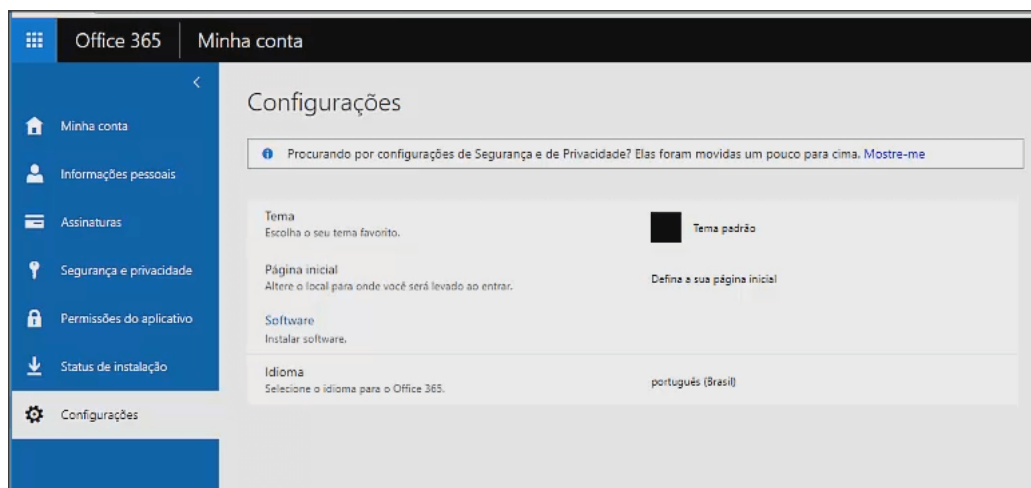 Office 365
Minha conta
Minha conta
Informações pessoais
Assinaturas
Segurança e privacidade
Permissões do aplicativo
Status de instalação
Configurações
Configurações
Procurando por configurações de Segurança e de Privacidade? Elas foram movidas um pouco para cima. Mostre-me
Tema
Escolha o seu tema favorito.
Tema padrão
Página inicial
Altere o local para onde você será levado ao entrar.
Defina a sua página inicial
Software
Instalar software.
Idioma
Selecione o idioma para o Office 365.
português (Brasil)